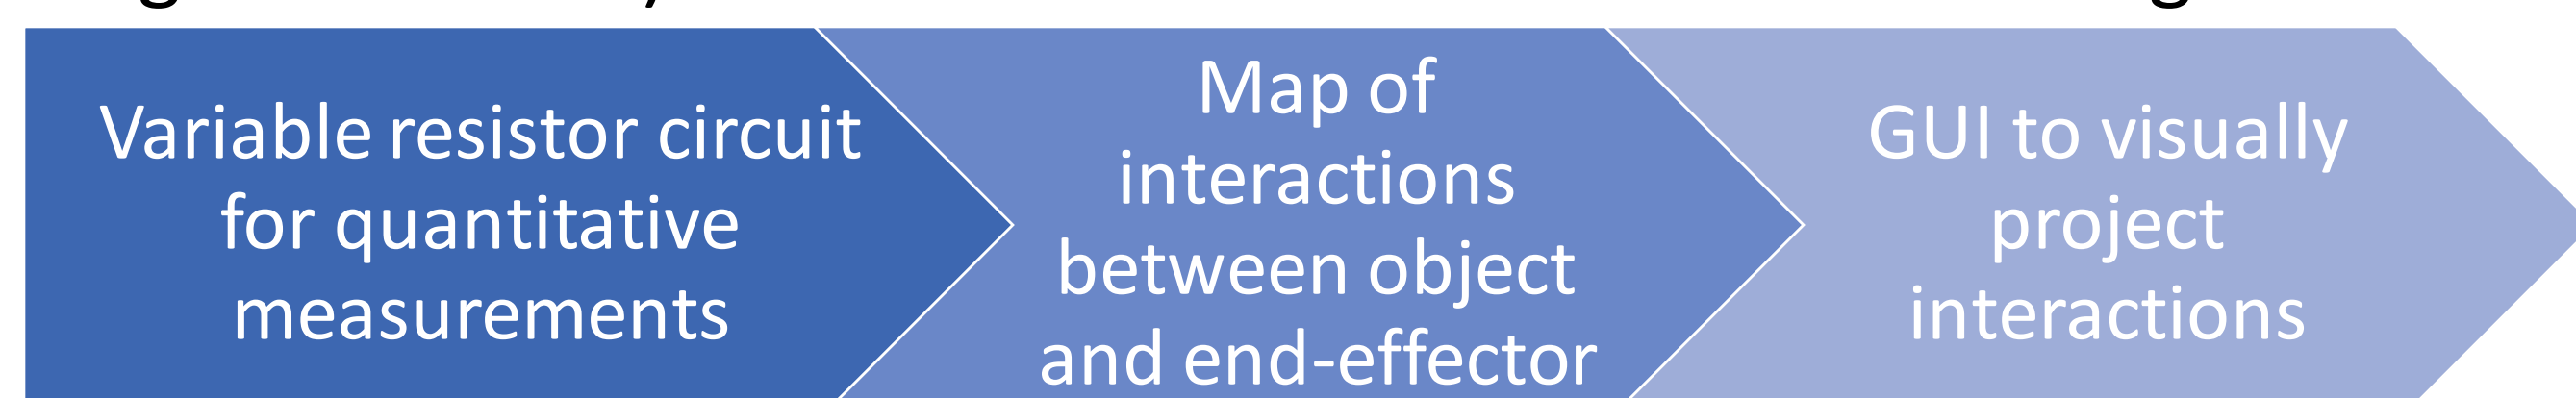 Variable resistor circuit
for quantitative
measurements
Map of
interactions
between object
and end-effector
GUI to visually
project
interactions